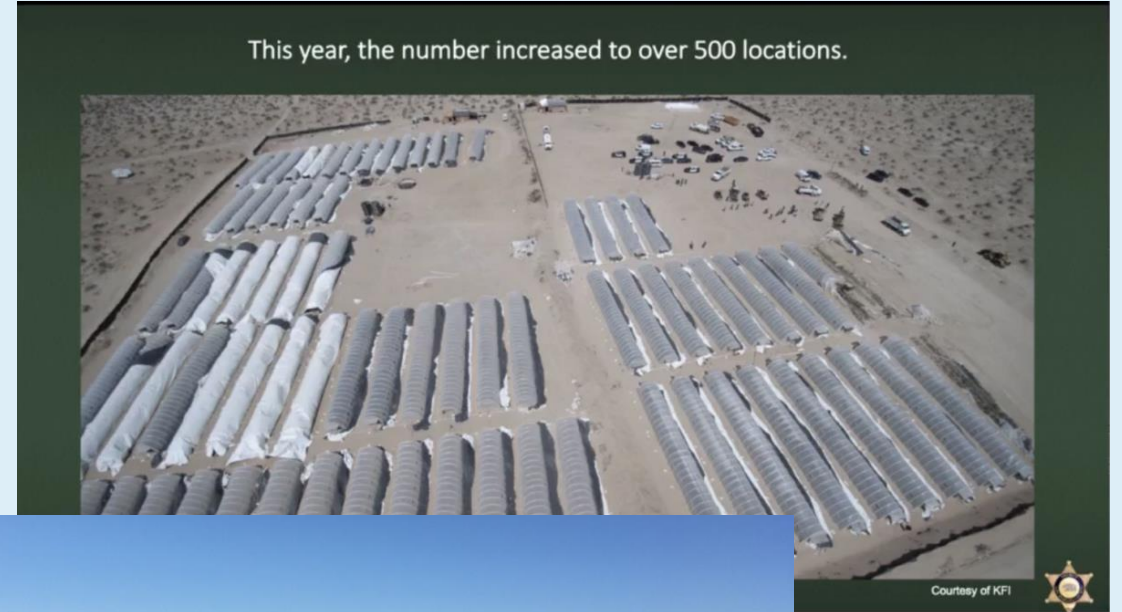 This year, the number increased to over 500 locations.
Courtesy of KFI